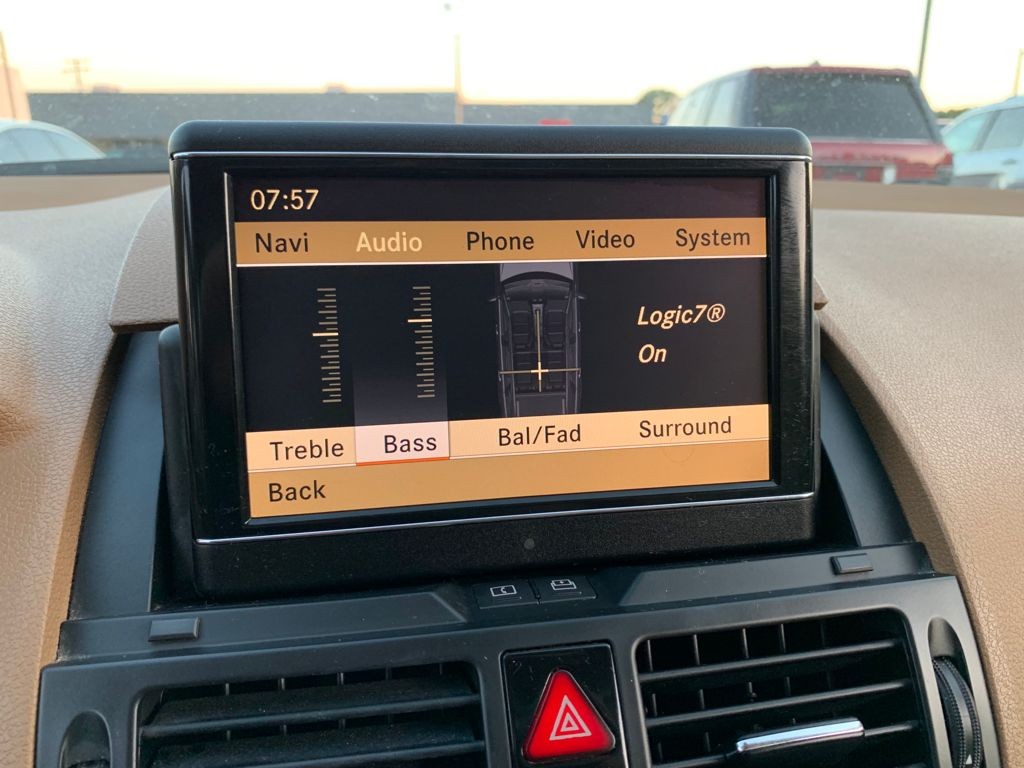 07:57
Navi Audio Phone Video System
Logic7®
On
Treble Bass Bal/Fad Surround
Back